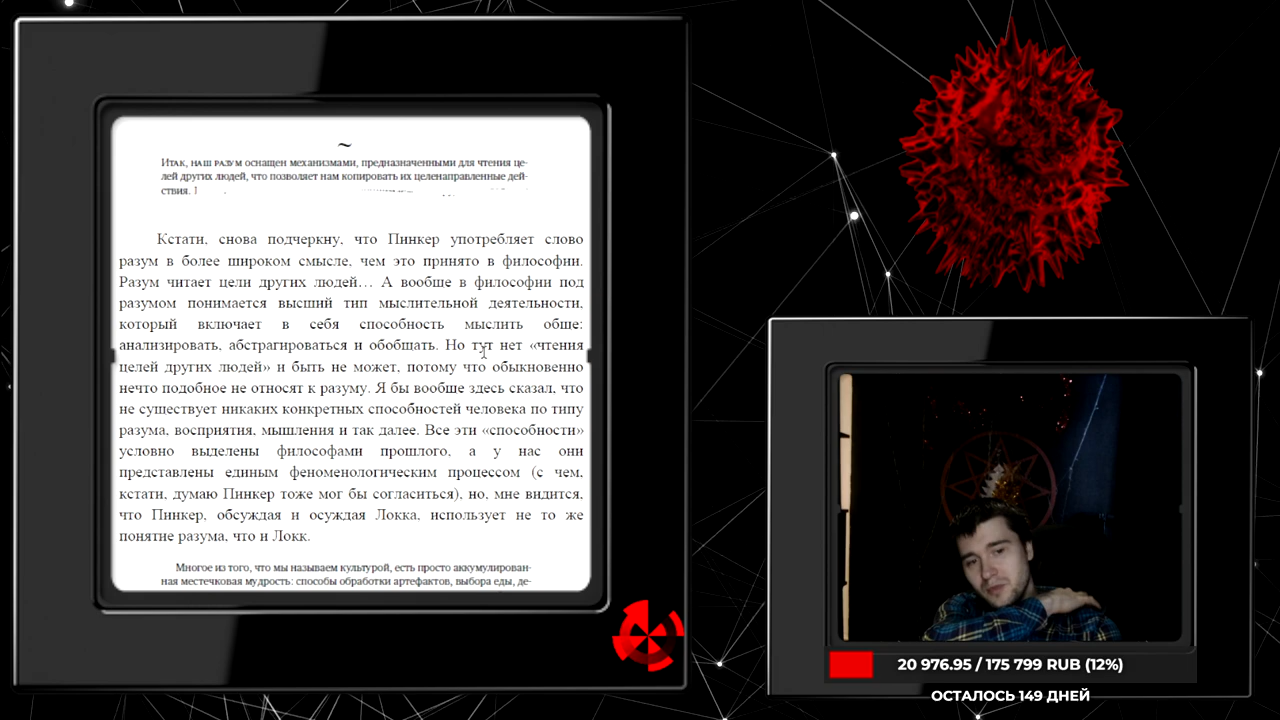 ~
Итак, наш разум оснащен механизмами, предназначенными для чтения це-
лей других людей, что позволяет нам копировать их целенаправленные дей-
ствия.
Кстати, снова подчеркну, что Пинкер употребляет слово
разум в более широком смысле, чем это принято в философии.
Разум читает цели других людей… А вообще в философии под
разумом понимается высший тип мыслительной деятельности,
который включает в себя способность мыслить обще:
анализировать, абстрагироваться и обобщать. Но тут нет «чтения
целей других людей» и быть не может, потому что обыкновенно
нечто подобное не относят к разуму. Я бы вообще здесь сказал, что
не существует никаких конкретных способностей человека по типу
разума, восприятия, мышления и так далее. Все эти «способности»
условно выделены философами прошлого, а у нас они
представлены единым феноменологическим процессом (с чем,
кстати, думаю Пинкер тоже мог бы согласиться), но, мне видится,
что Пинкер, обсуждая и осуждая Локка, использует не то же
понятие разума, что и Локк.
Многое из того, что мы называем культурой, есть просто аккумулирован-
ная местечковая мудрость: способы обработки артефактов, выбора еды, де-
20 976.95 / 175 799 RUB (12%)
ОСТАЛОСЬ 149 ДНЕЙ